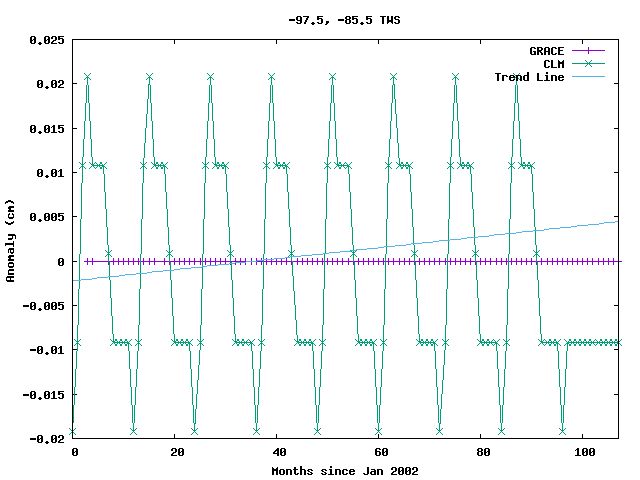 -97.5, -85.5 TWS
0.025
0.02
0.015
0.01
0.005
0
-0.005
-0.01
-0.015
-0.02
Anomaly (cm)
GRACE
CLM
Trend Line
0 20 40 60 80 100
Months since Jan 2002